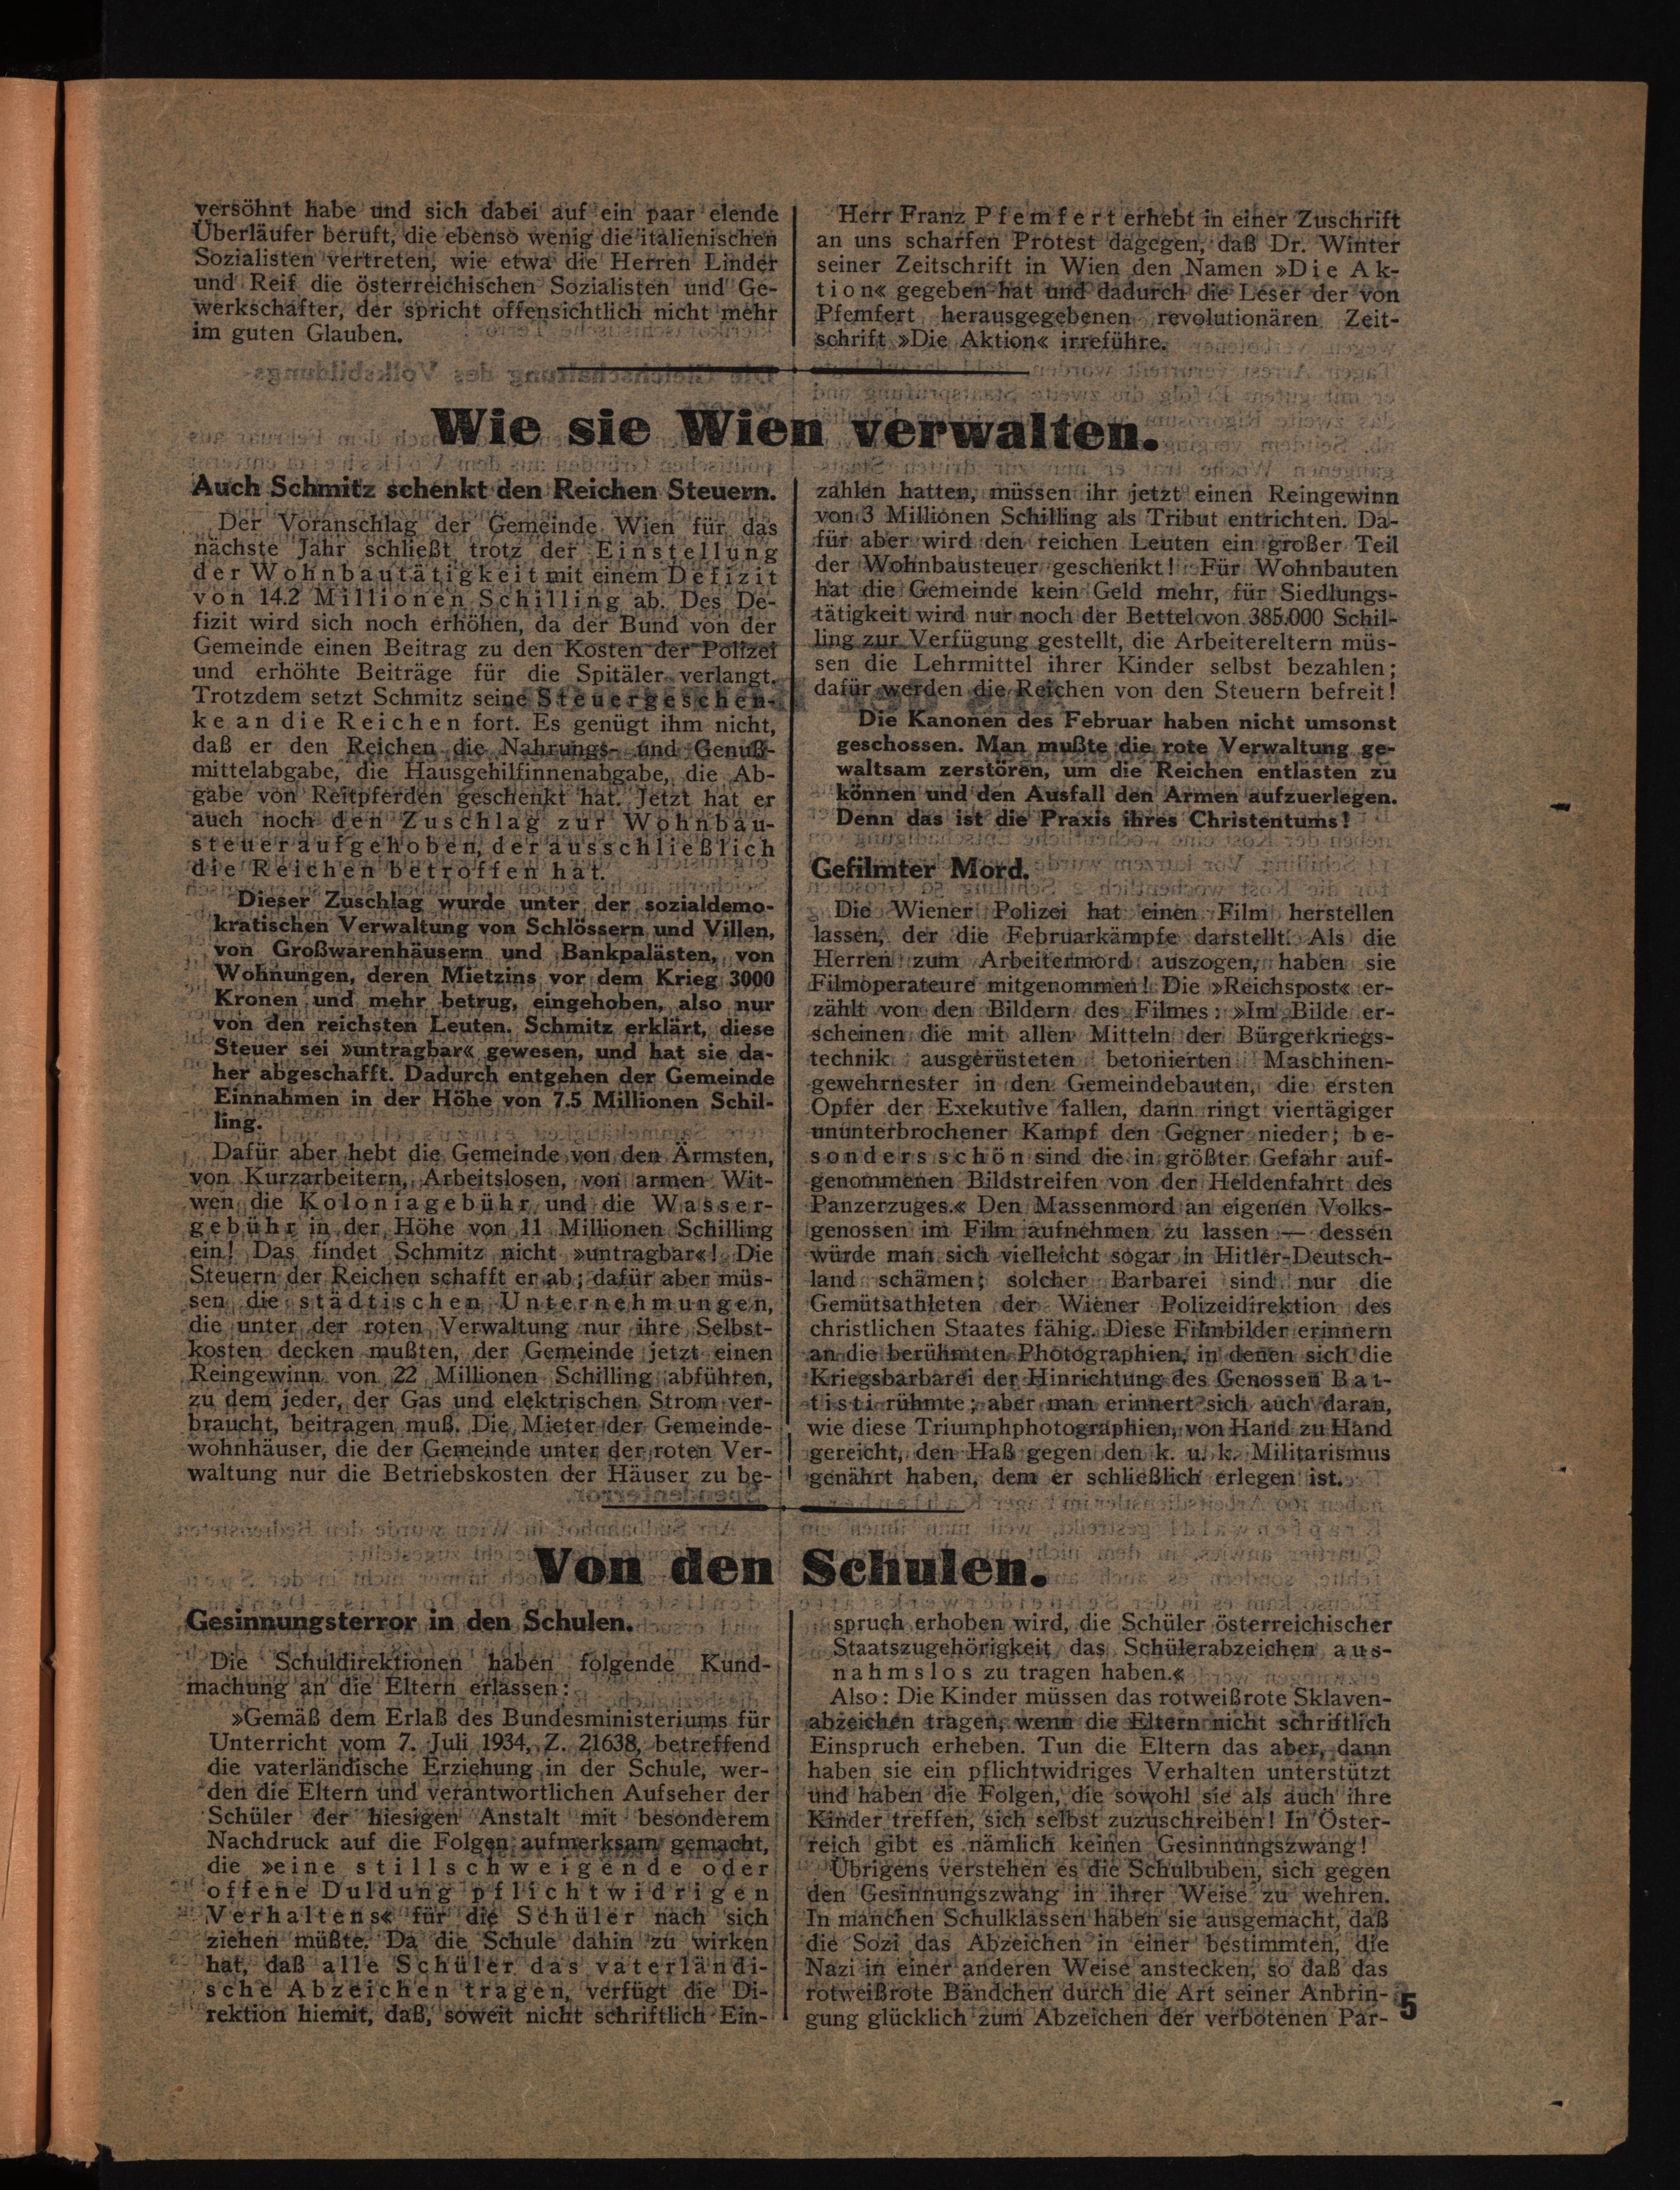 versöhnt habe und sich dabei auf ein paar elende
Überläufer beruft, die ebenso wenig die italienischen
Sozialisten vertreten, wie etwa die Herren Linder
und Reif die österreichischen Sozialisten und Ge-
werkschafter, der spricht offensichtlich nicht mehr
im guten Glauben.
Herr Franz Pfemfert erhebt in einer Zuschrift
an uns scharfen Protest dagegen, daß Dr. Winter
seiner Zeitschrift in Wien den Namen »Die Ak-
tion« gegeben hat und dadurch die Leser der von
Pfemfert herausgegebenen revolutionären Zeit-
schrift »Die Aktion« irreführe.
Wie sie Wien verwalten.
Auch Schmitz schenkt den Reichen Steuern.
Der Voranschlag der Gemeinde Wien für das
nächste Jahr schließt trotz der Einstellung
der Wohnbautätigkeit mit einem Defizit
von 14.2 Millionen Schilling ab. Des De-
fizit wird sich noch erhöhen, da der Bund von der
Gemeinde einen Beitrag zu den Kosten der Polizei
und erhöhte Beiträge für die Spitäler verlangt.
Trotzdem setzt Schmitz seine Steuergeschen-
ke an die Reichen fort. Es genügt ihm nicht,
daß er den Reichen die Nahrungs- und Genuß-
mittelabgabe, die Hausgehilfinnenabgabe, die Ab-
gabe von Reitpferden geschenkt hat. Jetzt hat er
auch noch den Zuschlag zur Wohnbau-
steuer aufgehoben, der ausschließlich
die Reichen betroffen hat.
Dieser Zuschlag wurde unter der sozialdemo-
kratischen Verwaltung von Schlössern und Villen,
von Großwarenhäusern und Bankpalästen, von
Wohnungen, deren Mietzins vor dem Krieg 3000
Kronen und mehr betrug, eingehoben, also nur
von den reichsten Leuten. Schmitz erklärt, diese
Steuer sei »untragbar« gewesen, und hat sie da-
her abgeschafft. Dadurch entgehen der Gemeinde
Einnahmen in der Höhe von 7.5 Millionen Schil-
ling.
Dafür aber hebt die Gemeinde von den Ärmsten,
von Kurzarbeitern, Arbeitslosen, von armen Wit-
wen die Koloniagebühr und die Wasser-
gebühr in der Höhe von 11 Millionen Schilling
ein! Das findet Schmitz nicht »untragbar«! Die
Steuern der Reichen schafft er ab; dafür aber müs-
sen die städtischen Unternehmungen,
die unter der roten Verwaltung nur ihre Selbst-
kosten decken mußten, der Gemeinde jetzt einen
Reingewinn von 22 Millionen Schilling abführen,
zu dem jeder, der Gas und elektrischen Strom ver-
braucht, beitragen muß. Die Mieter der Gemeinde-
wohnhäuser, die der Gemeinde unter der roten Ver-
waltung nur die Betriebskosten der Häuser zu be-
zahlen hatten, müssen ihr jetzt einen Reingewinn
von 3 Millionen Schilling als Tribut entrichten. Da-
für aber wird den reichen Leuten ein großer Teil
der Wohnbausteuer geschenkt! Für Wohnbauten
hat die Gemeinde kein Geld mehr, für Siedlungs-
tätigkeit wird nur noch der Bettel von 385.000 Schil-
ling zur Verfügung gestellt, die Arbeitereltern müs-
sen die Lehrmittel ihrer Kinder selbst bezahlen;
dafür werden die Reichen von den Steuern befreit!
Die Kanonen des Februar haben nicht umsonst
geschossen. Man mußte die rote Verwaltung ge-
waltsam zerstören, um die Reichen entlasten zu
können und den Ausfall den Armen aufzuerlegen.
Denn das ist die Praxis ihres Christentums!
Gefilmter Mord.
Die Wiener Polizei hat einen Film herstellen
lassen, der die Februarkämpfe darstellt. Als die
Herren zum Arbeitermord auszogen, haben sie
Filmoperateure mitgenommen! Die »Reichspost« er-
zählt von den Bildern des Filmes: »Im Bilde er-
scheinen die mit allen Mitteln der Bürgerkriegs-
technik ausgerüsteten betonierten Maschinen-
gewehrnester in den Gemeindebauten, die ersten
Opfer der Exekutive fallen, dann ringt viertägiger
ununterbrochener Kampf den Gegner nieder; be-
sonders schön sind die in größter Gefahr auf-
genommenen Bildstreifen von der Heldenfahrt des
Panzerzuges.« Den Massenmord an eigenen Volks-
genossen im Film aufnehmen zu lassen — dessen
würde man sich vielleicht sogar in Hitler-Deutsch-
land schämen; solcher Barbarei sind nur die
Gemütsathleten der Wiener Polizeidirektion des
christlichen Staates fähig. Diese Filmbilder erinnern
an die berühmten Photographien, in denen sich die
Kriegsbarbarei der Hinrichtung des Genossen Bat-
tisti rühmte; aber man erinnert sich auch daran,
wie diese Triumphphotographien, von Hand zu Hand
gereicht, den Haß gegen den k. u. k. Militarismus
genährt haben, dem er schließlich erlegen ist.
Von den Schulen.
Gesinnungsterror in den Schulen.
Die Schuldirektionen haben folgende Kund-
machung an die Eltern erlassen:
»Gemäß dem Erlaß des Bundesministeriums für
Unterricht vom 7. Juli 1934, Z. 21638, betreffend
die vaterländische Erziehung in der Schule, wer-
den die Eltern und verantwortlichen Aufseher der
Schüler der hiesigen Anstalt mit besonderem
Nachdruck auf die Folgen aufmerksam gemacht,
die »eine stillschweigende oder
offene Duldung pflichtwidrigen
Verhaltens« für die Schüler nach sich
ziehen müßte. Da die Schule dahin zu wirken
hat, daß alle Schüler das vaterländi-
sche Abzeichen tragen, verfügt die Di-
rektion hiemit, daß, soweit nicht schriftlich Ein-
spruch erhoben wird, die Schüler österreichischer
Staatszugehörigkeit das Schülerabzeichen aus-
nahmslos zu tragen haben.«
Also: Die Kinder müssen das rotweißrote Sklaven-
abzeichen tragen, wenn die Eltern nicht schriftlich
Einspruch erheben. Tun die Eltern das aber, dann
haben sie ein pflichtwidriges Verhalten unterstützt
und haben die Folgen, die sowohl sie als auch ihre
Kinder treffen, sich selbst zuzuschreiben! In Öster-
reich gibt es nämlich keinen Gesinnungszwang!
Übrigens verstehen es die Schulbuben, sich gegen
den Gesinnungszwang in ihrer Weise zu wehren.
In manchen Schulklassen haben sie ausgemacht, daß
die Sozi das Abzeichen in einer bestimmten, die
Nazi in einer anderen Weise anstecken, so daß das
rotweißrote Bändchen durch die Art seiner Anbrin-
gung glücklich zum Abzeichen der verbotenen Par-
5